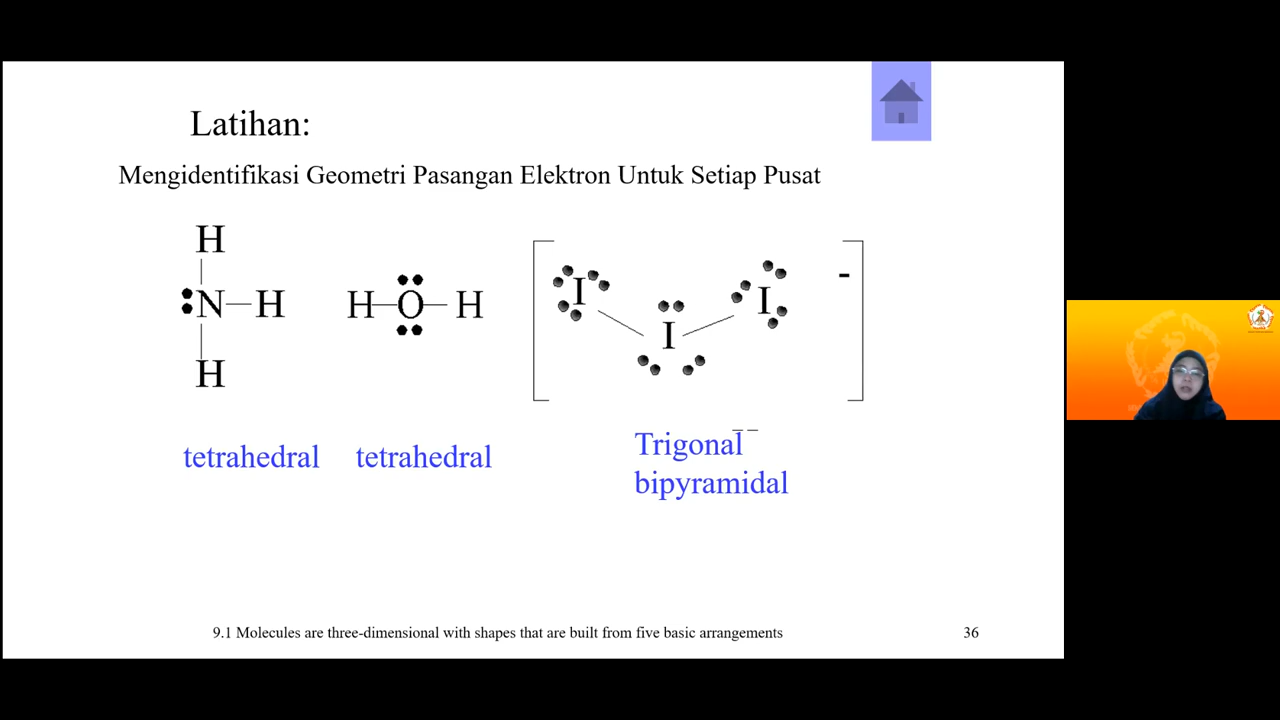 Latihan:
Mengidentifikasi Geometri Pasangan Elektron Untuk Setiap Pusat
H
N H
H
H O H
I I I -
tetrahedral
tetrahedral
Trigonal
bipyramidal
9.1 Molecules are three-dimensional with shapes that are built from five basic arrangements
36